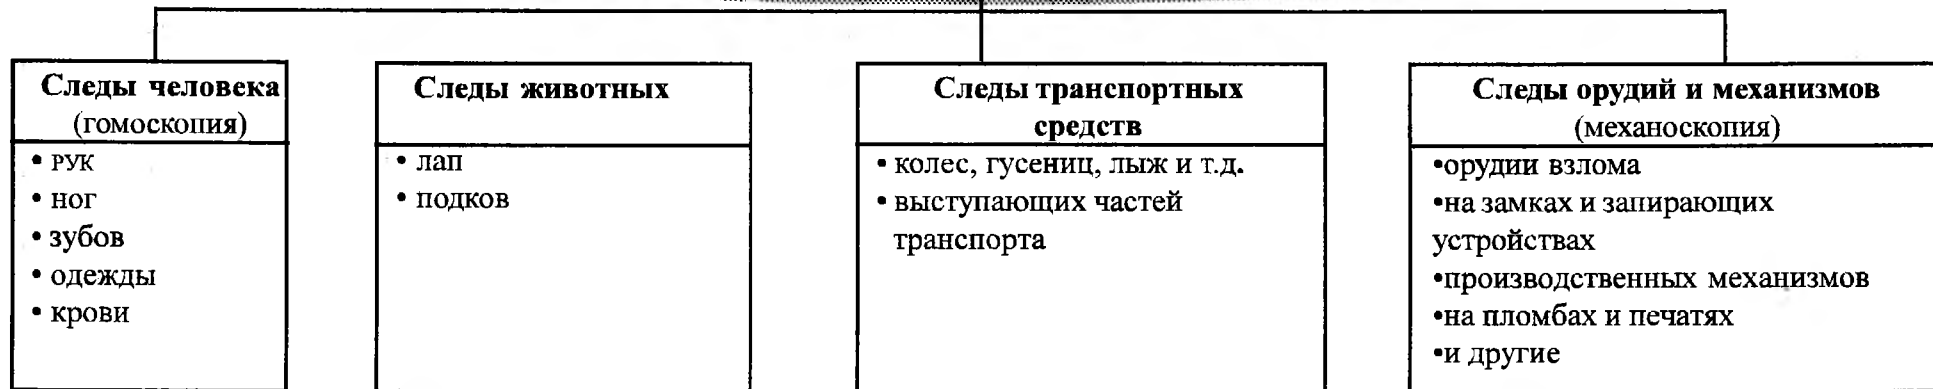 Следы человека
(гомоскопия)
• РУК
• ног
• зубов
• одежды
• крови
Следы животных
• лап
• подков
Следы транспортных
средств
• колес, гусениц, лыж и т.д.
• выступающих частей
транспорта
Следы орудий и механизмов
(механоскопия)
•орудии взлома
•на замках и запирающих
устройствах
•производственных механизмов
•на пломбах и печатях
•и другие